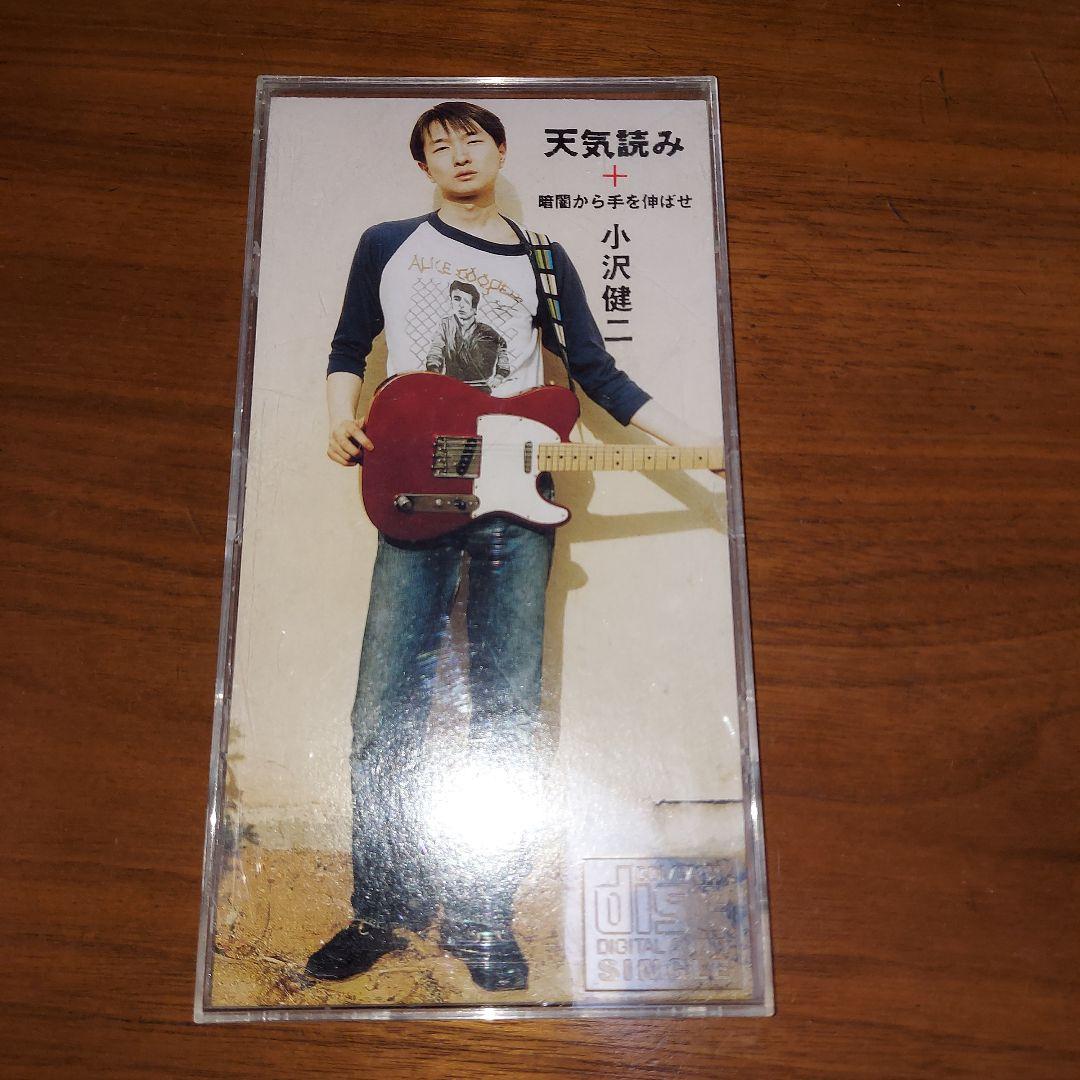 天気読み
+
暗闇から手を伸ばせ
小沢健二
ALICE COOPER
disc
DIGITAL
SINGLE